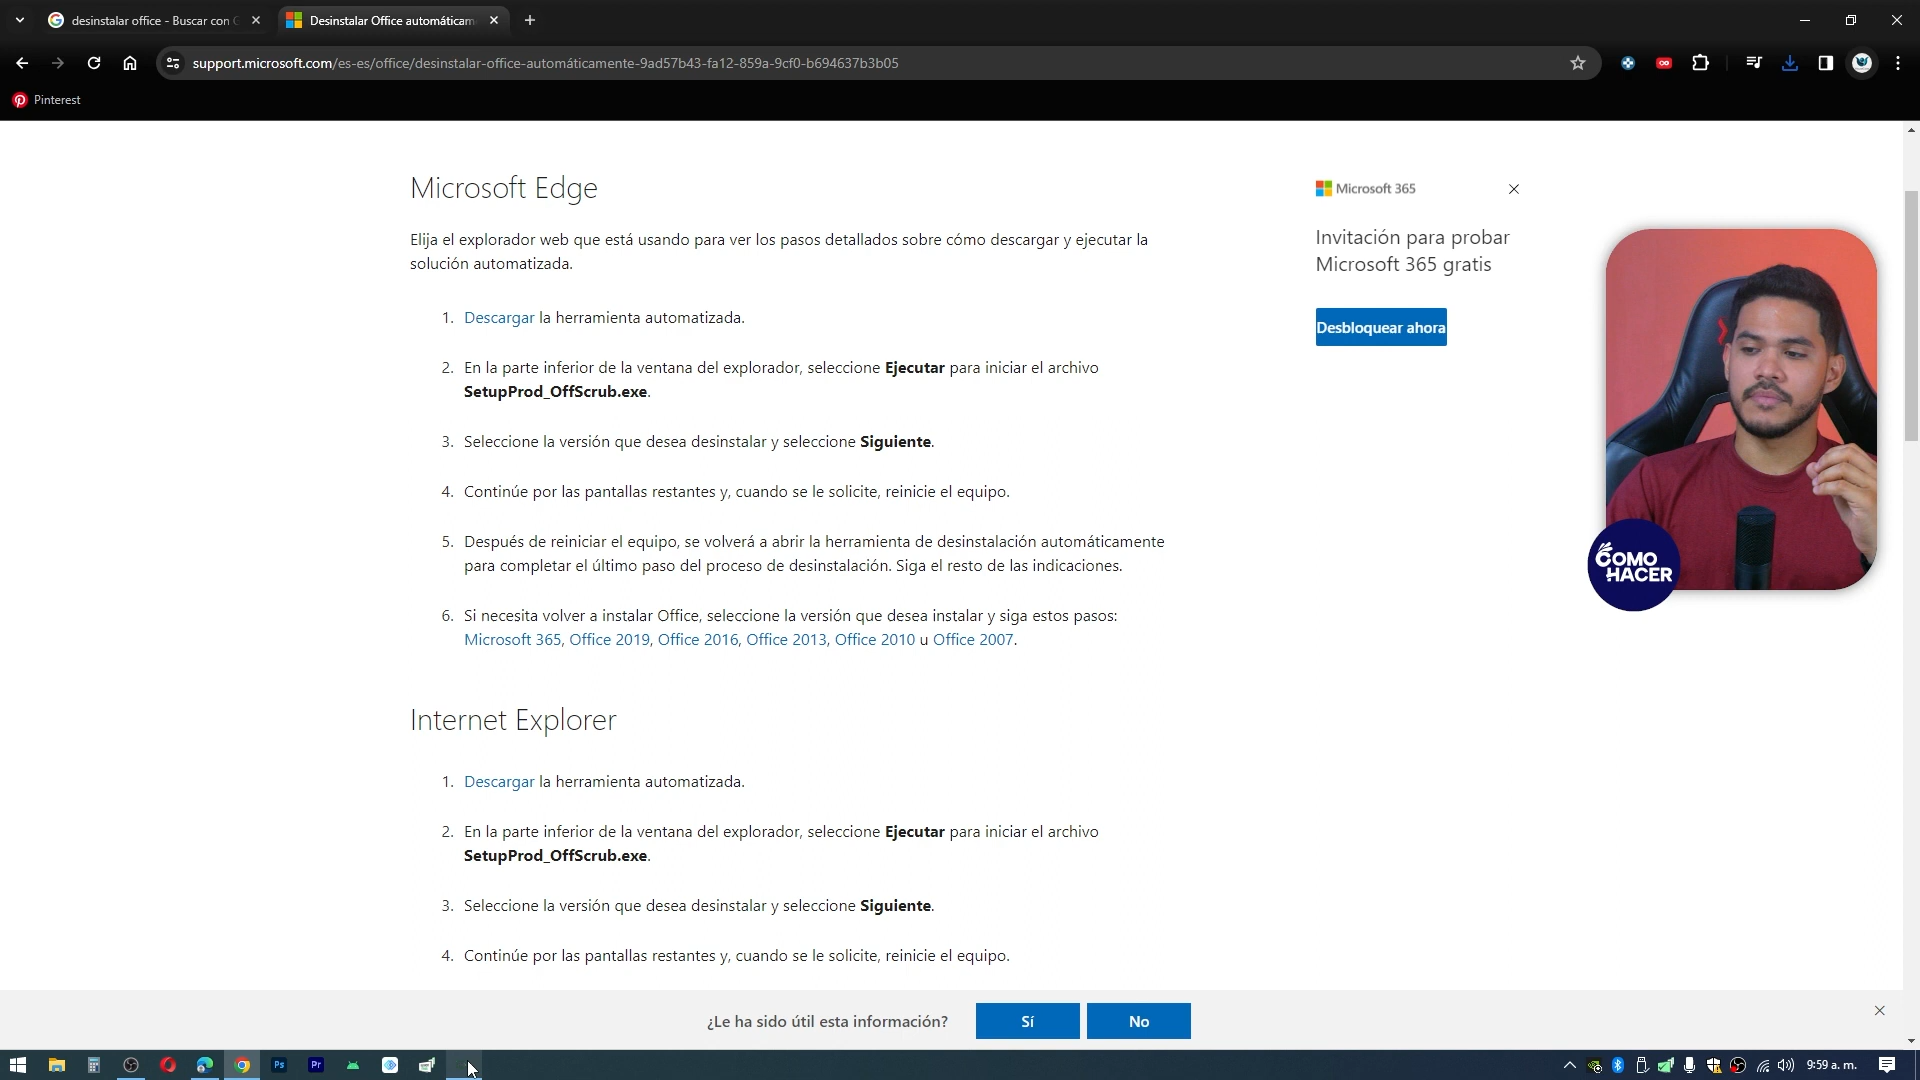 desinstalar office - Buscar con G
Desinstalar Office automáticam
support.microsoft.com/es-es/office/desinstalar-office-automáticamente-9ad57b43-fa12-859a-9cf0-b694637b3b05
Pinterest
Microsoft Edge
Elija el explorador web que está usando para ver los pasos detallados sobre cómo descargar y ejecutar la
solución automatizada.
1. Descargar la herramienta automatizada.
2. En la parte inferior de la ventana del explorador, seleccione Ejecutar para iniciar el archivo
SetupProd_OffScrub.exe.
3. Seleccione la versión que desea desinstalar y seleccione Siguiente.
4. Continúe por las pantallas restantes y, cuando se le solicite, reinicie el equipo.
5. Después de reiniciar el equipo, se volverá a abrir la herramienta de desinstalación automáticamente
para completar el último paso del proceso de desinstalación. Siga el resto de las indicaciones.
6. Si necesita volver a instalar Office, seleccione la versión que desea instalar y siga estos pasos:
Microsoft 365, Office 2019, Office 2016, Office 2013, Office 2010 u Office 2007.
Internet Explorer
1. Descargar la herramienta automatizada.
2. En la parte inferior de la ventana del explorador, seleccione Ejecutar para iniciar el archivo
SetupProd_OffScrub.exe.
3. Seleccione la versión que desea desinstalar y seleccione Siguiente.
4. Continúe por las pantallas restantes y, cuando se le solicite, reinicie el equipo.
Microsoft 365
Invitación para probar
Microsoft 365 gratis
Desbloquear ahora
COMO
HACER
¿Le ha sido útil esta información?
Sí
No
Ps
Pr
9:59 a. m.